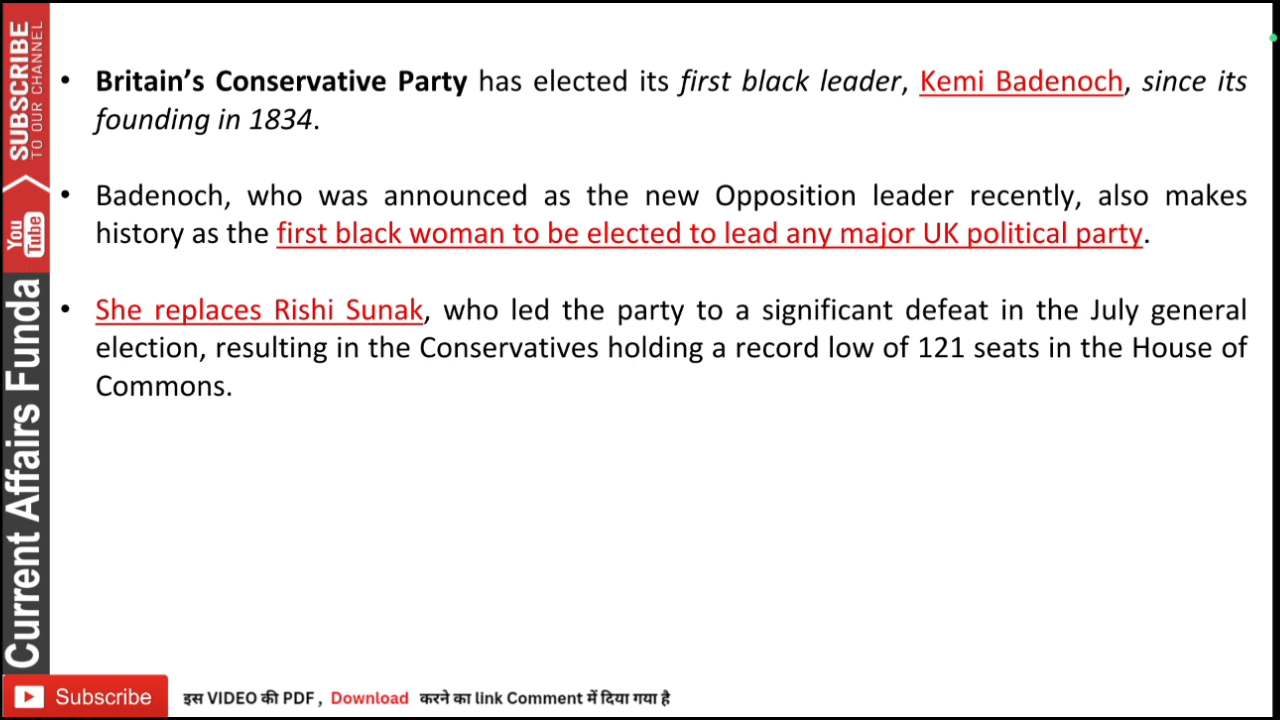 • Britain's Conservative Party has elected its first black leader, Kemi Badenoch, since its
founding in 1834.
• Badenoch, who was announced as the new Opposition leader recently, also makes
history as the first black woman to be elected to lead any major UK political party.
• She replaces Rishi Sunak, who led the party to a significant defeat in the July general
election, resulting in the Conservatives holding a record low of 121 seats in the House of
Commons.
SUBSCRIBE
TO OUR CHANNEL
You
Tube
Current Affairs Funda
Subscribe
इस VIDEO की PDF , Download करने का link Comment में दिया गया है